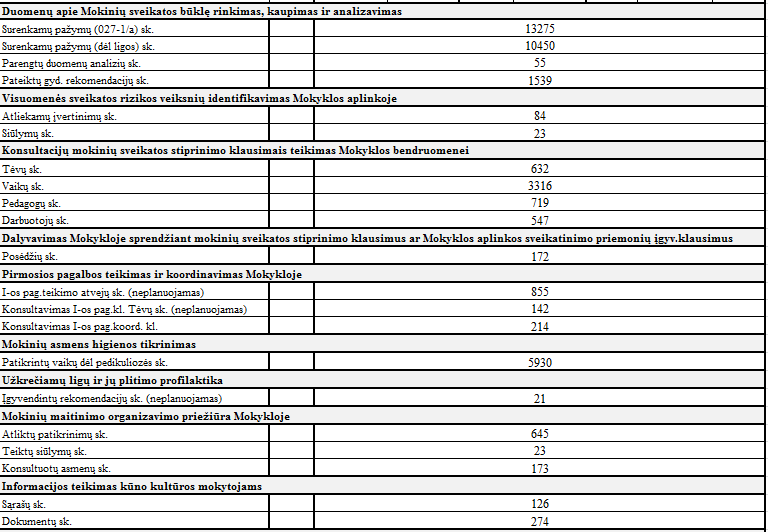 Duomenų apie Mokinių sveikatos būklę rinkimas, kaupimas ir analizavimas
Surenkamų pažymų (027-1/a) sk. 13275
Surenkamų pažymų (dėl ligos) sk. 10450
Parengtų duomenų analizių sk. 55
Pateiktų gyd. rekomendacijų sk. 1539
Visuomenės sveikatos rizikos veiksnių identifikavimas Mokyklos aplinkoje
Atliekamų įvertinimų sk. 84
Siūlymų sk. 23
Konsultacijų mokinių sveikatos stiprinimo klausimais teikimas Mokyklos bendruomenei
Tėvų sk. 632
Vaikų sk. 3316
Pedagogų sk. 719
Darbuotojų sk. 547
Dalyvavimas Mokykloje sprendžiant mokinių sveikatos stiprinimo klausimus ar Mokyklos aplinkos sveikatinimo priemonių įgyv.klausimus
Posėdžių sk. 172
Pirmosios pagalbos teikimas ir koordinavimas Mokykloje
I-os pag.teikimo atvejų sk. (neplanuojamas) 855
Konsultavimas I-os pag.kl. Tėvų sk. (neplanuojamas) 142
Konsultavimas I-os pag.koord. kl. 214
Mokinių asmens higienos tikrinimas
Patikrintų vaikų dėl pedikuliozės sk. 5930
Užkrečiamų ligų ir jų plitimo profilaktika
Įgyvendintų rekomendacijų sk. (neplanuojamas) 21
Mokinių maitinimo organizavimo priežiūra Mokykloje
Atliktų patikrinimų sk. 645
Teiktų siūlymų sk. 23
Konsultuotų asmenų sk. 173
Informacijos teikimas kūno kultūros mokytojams
Sąrašų sk. 126
Dokumentų sk. 274